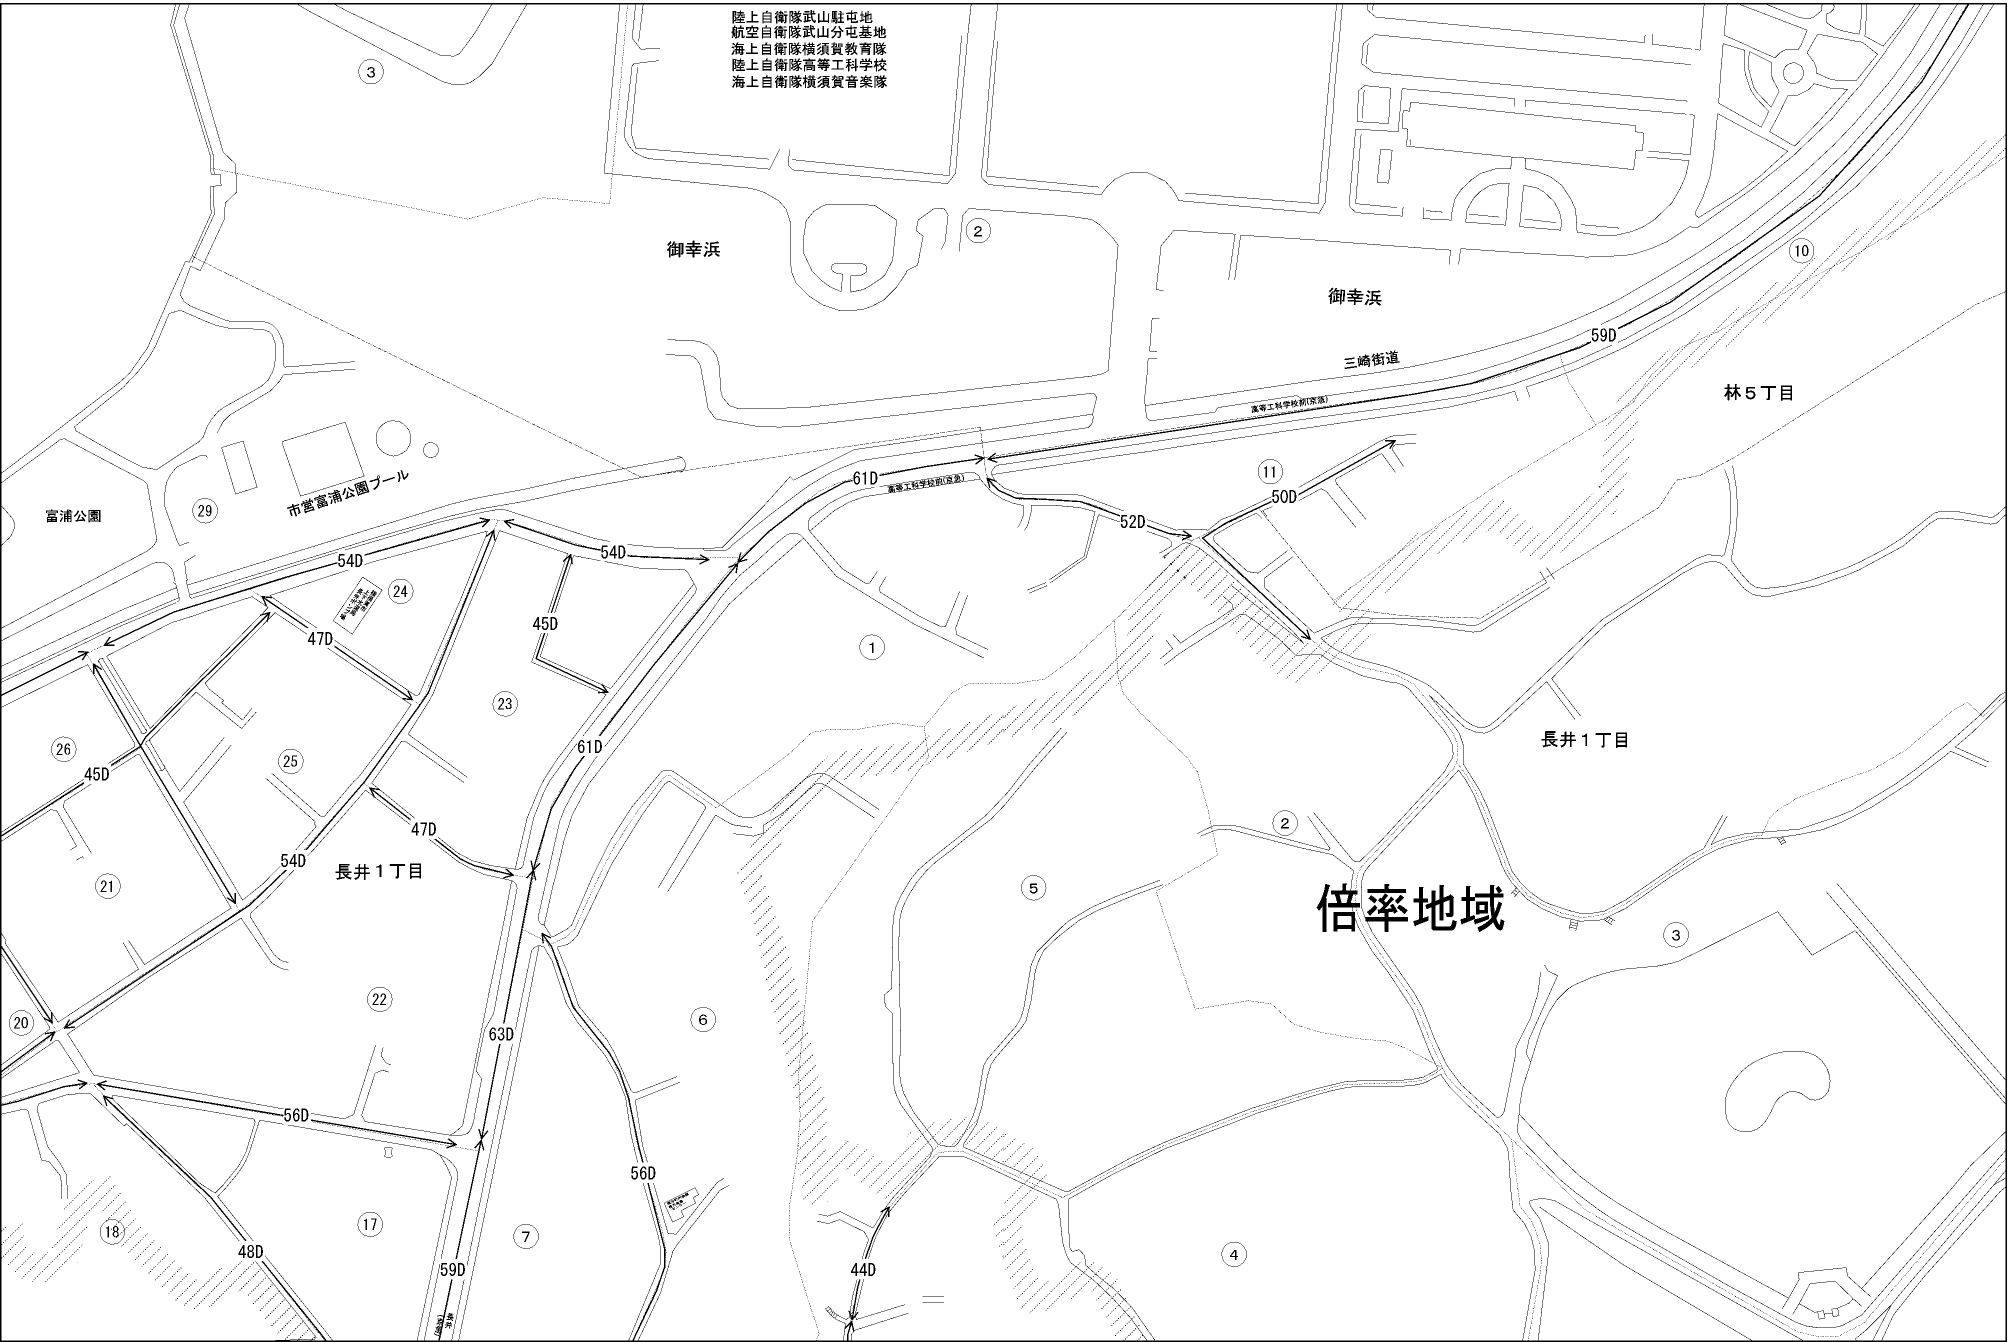 陸上自衛隊武山駐屯地
航空自衛隊武山分屯基地
海上自衛隊横須賀教育隊
陸上自衛隊高等工科学校
海上自衛隊横須賀音楽隊
3
2
御幸浜
10
御幸浜
59D
三崎街道
林5丁目
高等工科学校前(京急)
市営富浦公園プール
61D
高等工科学校前(京急)
11
50D
29
富浦公園
52D
54D
54D
24
45D
47D
1
23
26
61D
長井1丁目
25
45D
2
47D
54D
長井1丁目
21
5
倍率地域
3
22
20
6
63D
56D
56D
17
18
7
4
48D
59D
44D
長井
(京急)